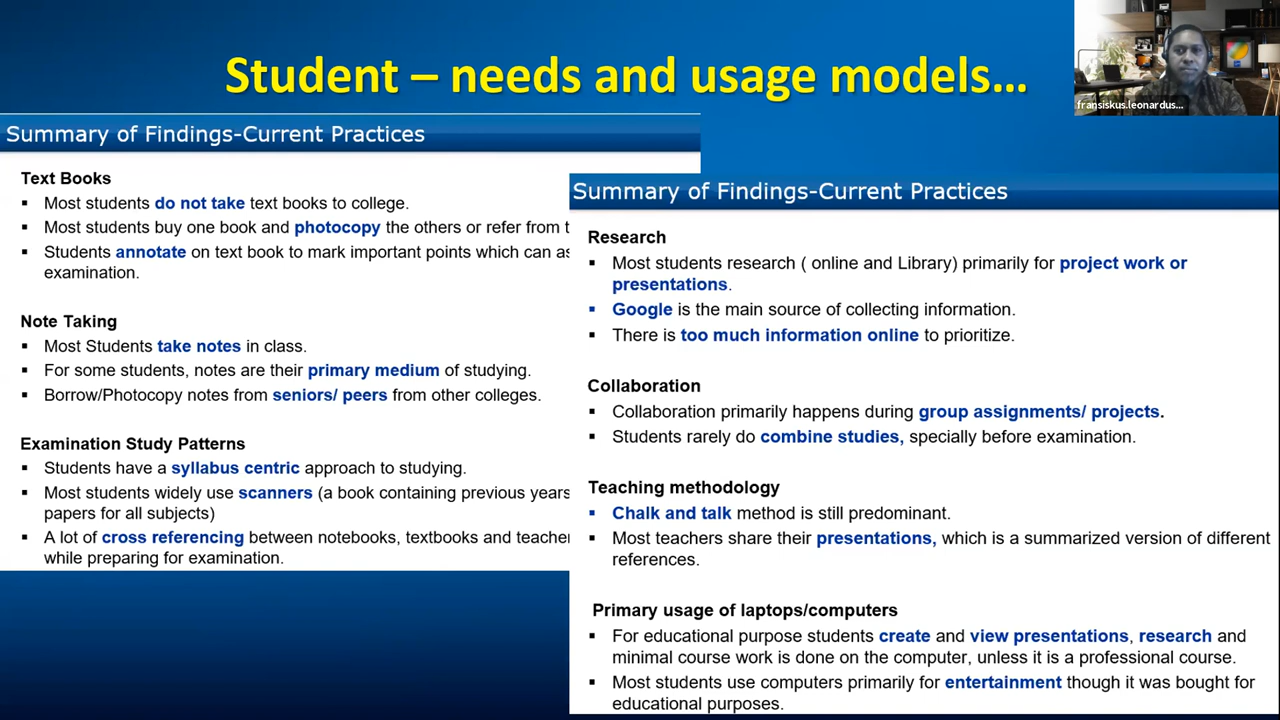 Student – needs and usage models…
fransiskus.leonardus...
Summary of Findings-Current Practices
Text Books
▪ Most students do not take text books to college.
▪ Most students buy one book and photocopy the others or refer from
▪ Students annotate on text book to mark important points which can
examination.
Note Taking
▪ Most Students take notes in class.
▪ For some students, notes are their primary medium of studying.
▪ Borrow/Photocopy notes from seniors/ peers from other colleges.
Examination Study Patterns
▪ Students have a syllabus centric approach to studying.
▪ Most students widely use scanners (a book containing previous years
papers for all subjects)
▪ A lot of cross referencing between notebooks, textbooks and teacher
while preparing for examination.
Summary of Findings-Current Practices
Research
▪ Most students research ( online and Library) primarily for project work or
presentations.
▪ Google is the main source of collecting information.
▪ There is too much information online to prioritize.
Collaboration
▪ Collaboration primarily happens during group assignments/ projects.
▪ Students rarely do combine studies, specially before examination.
Teaching methodology
▪ Chalk and talk method is still predominant.
▪ Most teachers share their presentations, which is a summarized version of different
references.
Primary usage of laptops/computers
▪ For educational purpose students create and view presentations, research and
minimal course work is done on the computer, unless it is a professional course.
▪ Most students use computers primarily for entertainment though it was bought for
educational purposes.